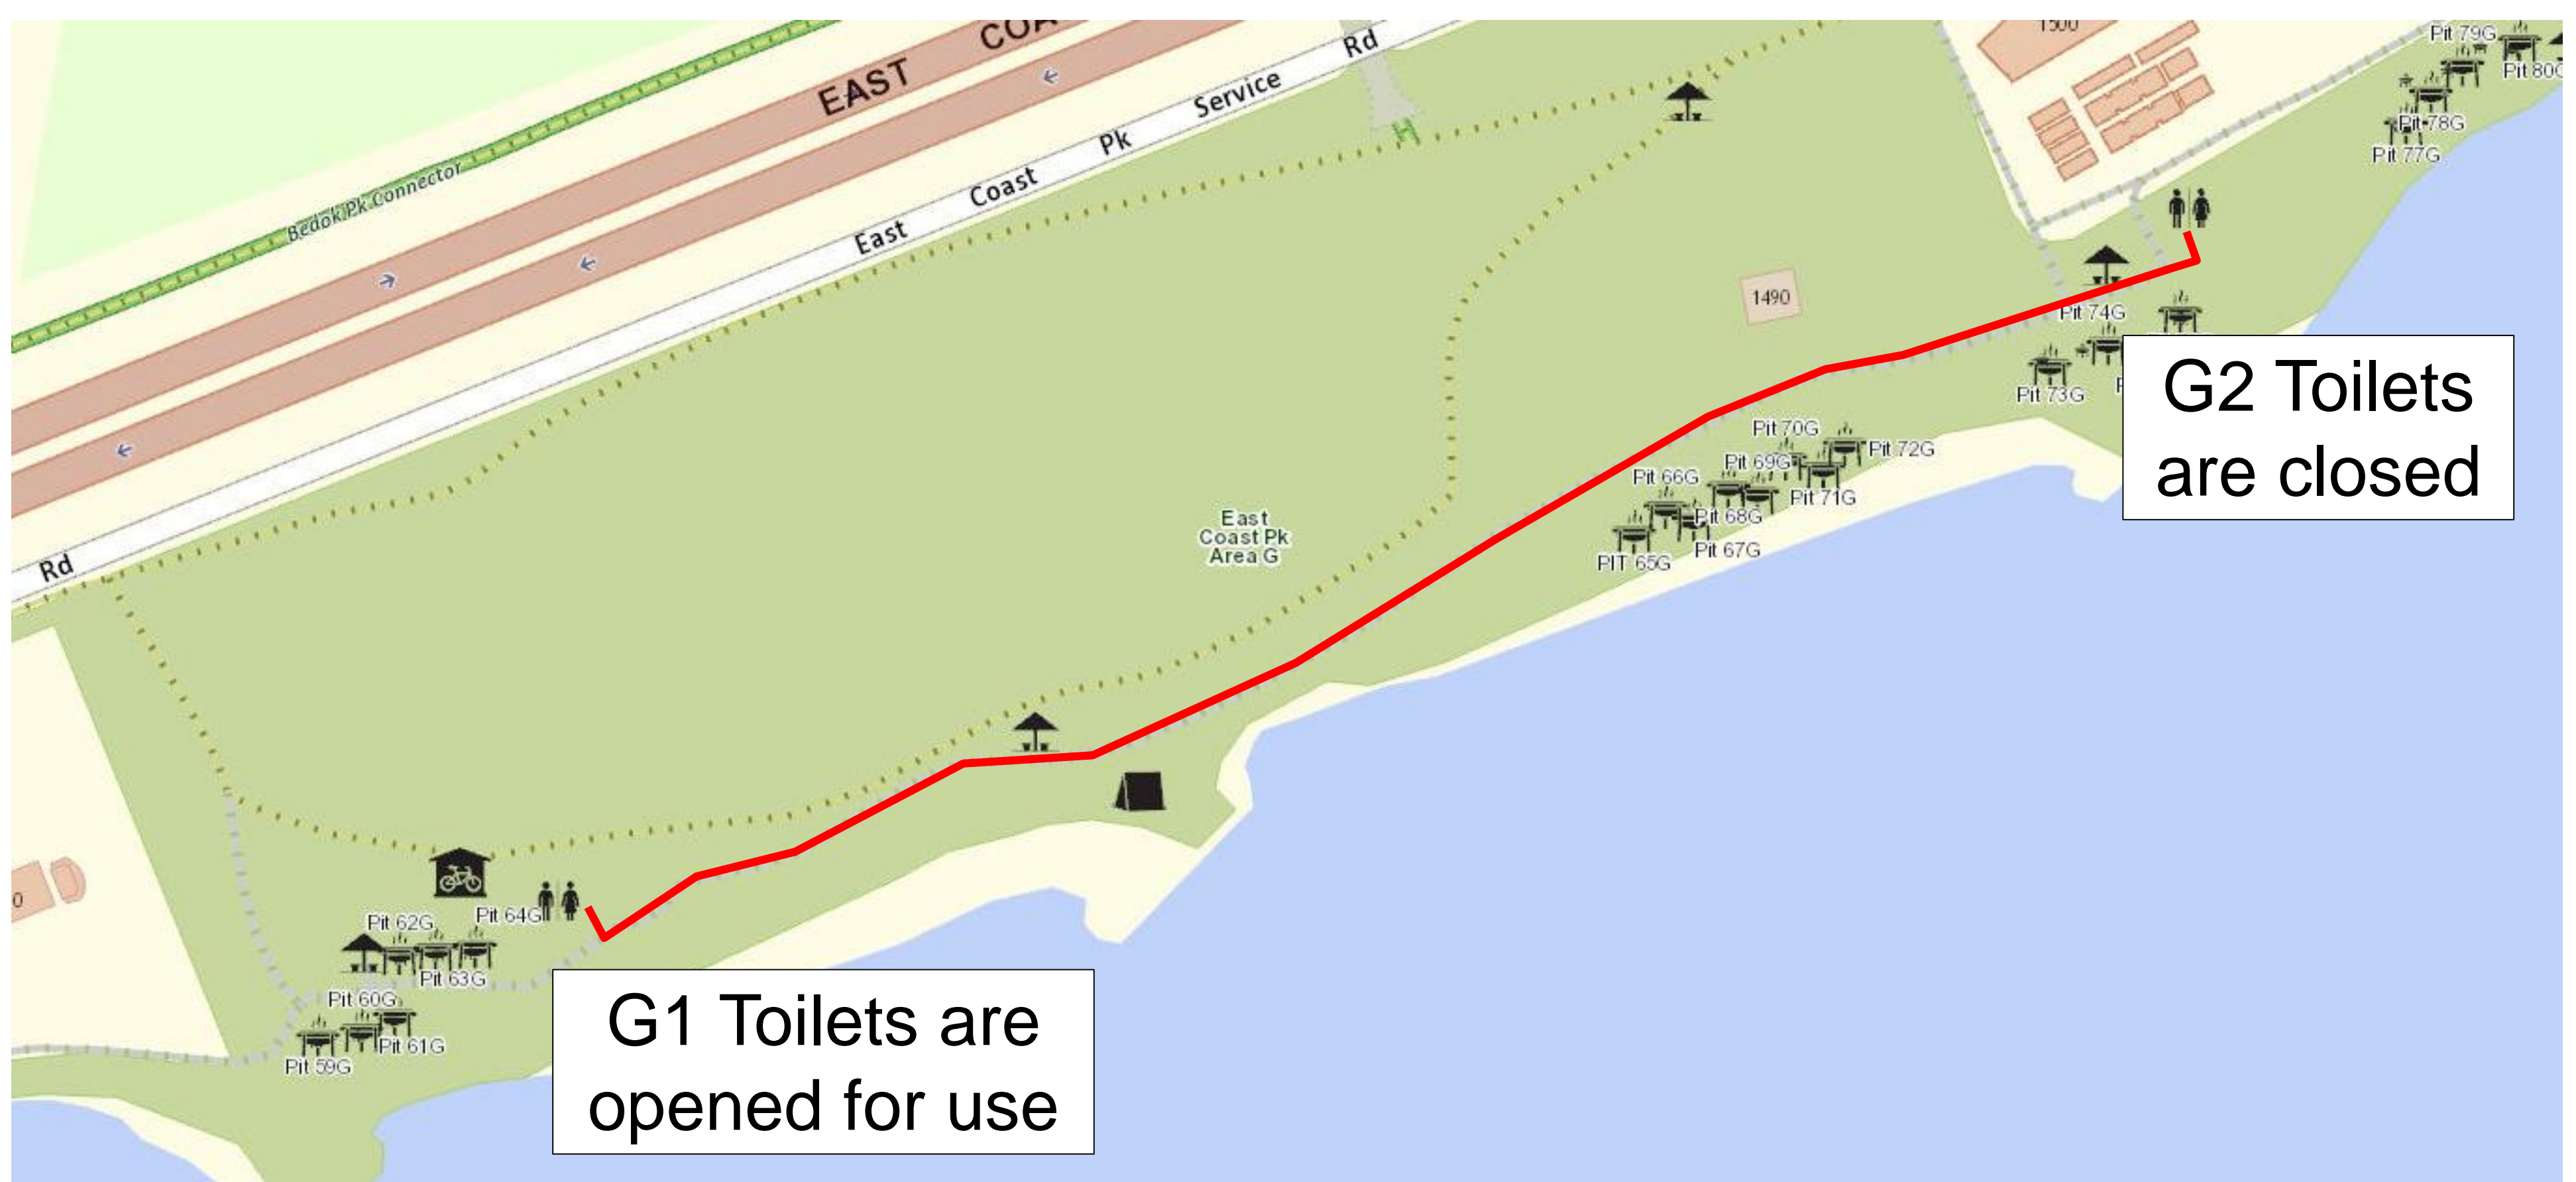 COA
EAST
1500
Pit 79G
Pit 80G
Rd
Service
Pk
Coast
East
Bedok Pk Connector
Pit 78G
Pit 77G
1490
Pit 74G
Pit 73G
G2 Toilets
are closed
Pit 70G
Pit 72G
Pit 69G
Pit 66G
Pit 71G
Pit 68G
Pit 67G
PIT 65G
East
Coast Pk
Area G
Rd
0
Pit 64G
Pit 62G
Pit 63G
Pit 60G
Pit 61G
Pit 59G
G1 Toilets are
opened for use